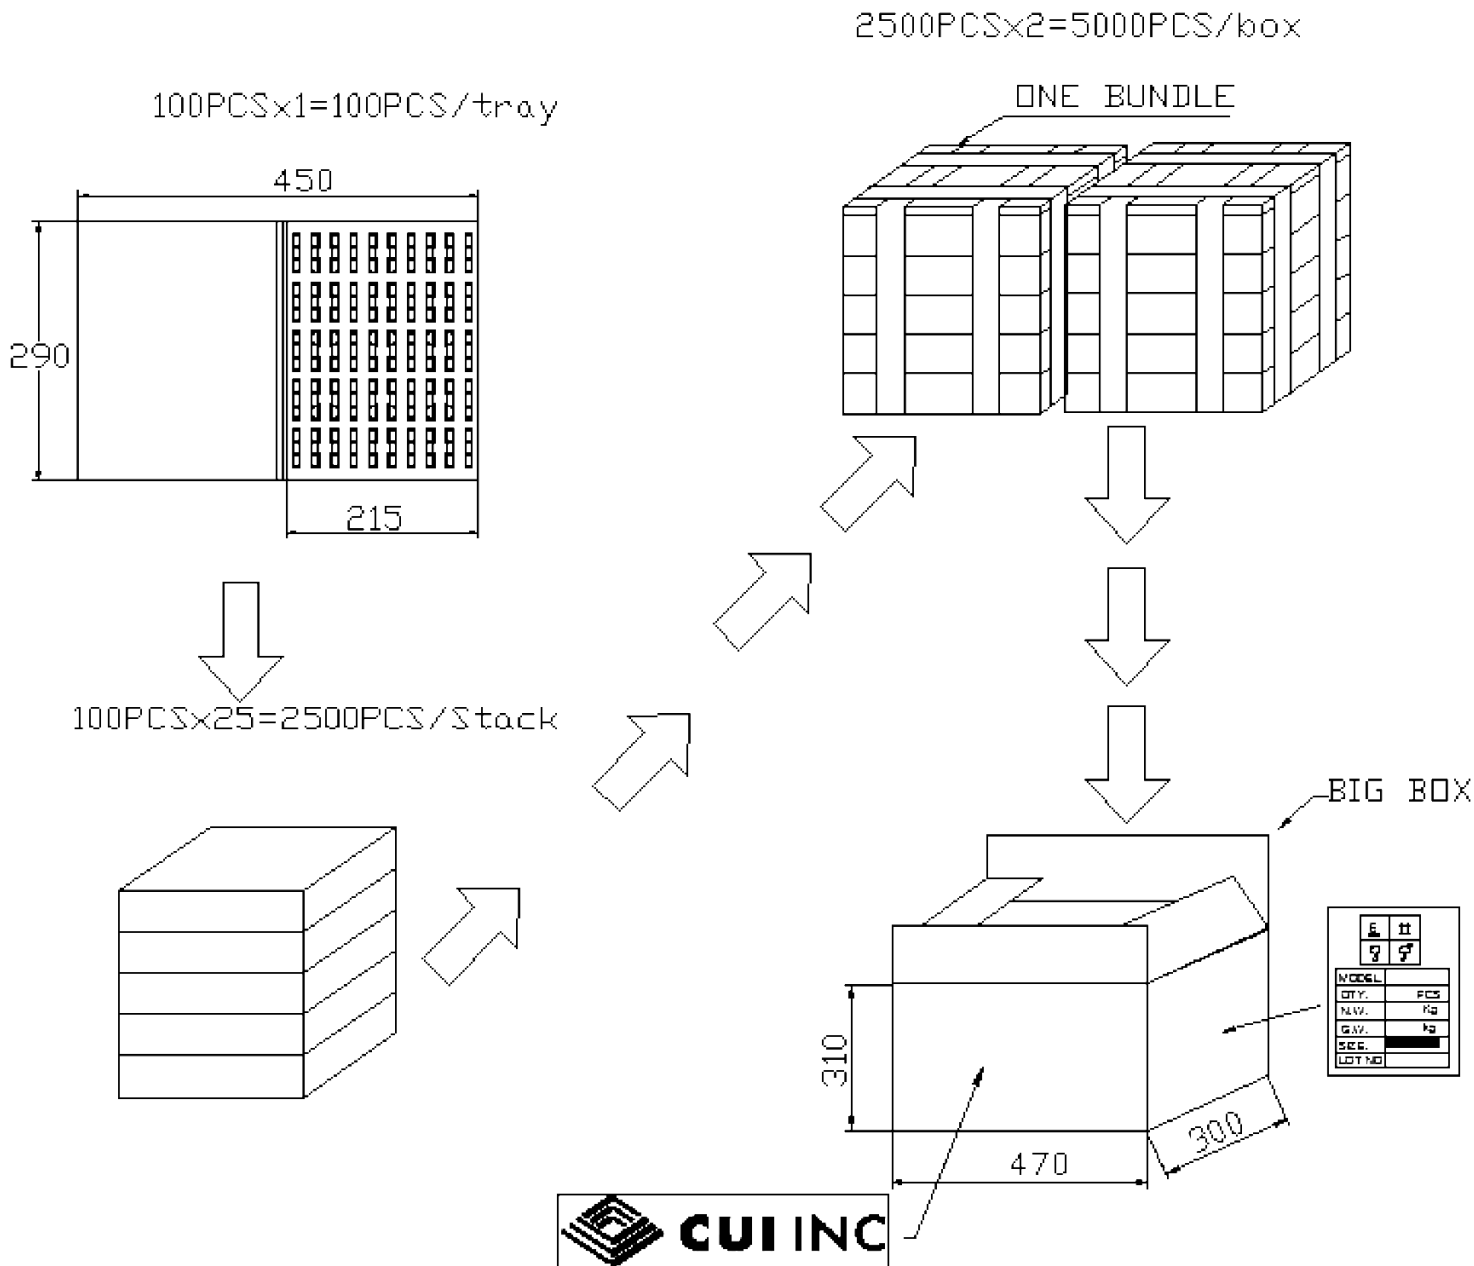 2500PCSx2=5000PCS/box
100PCSx1=100PCS/tray
ONE BUNDLE
450
290
215
100PCSx25=2500PCS/Stack
BIG BOX
MODEL
QTY. PCS
N.W. Kg
G.W. kg
SIZE.
LOT NO
310
300
470
CUI INC